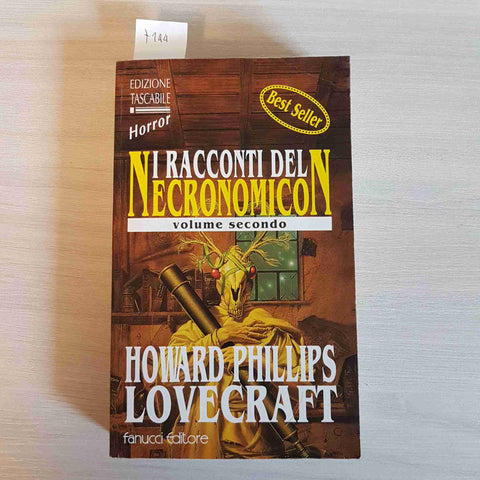 7144
EDIZIONE
TASCABILE
Horror
Best Seller
I RACCONTI DEL
NECRONOMICON
volume secondo
HOWARD PHILLIPS
LOVECRAFT
Fanucci Editore